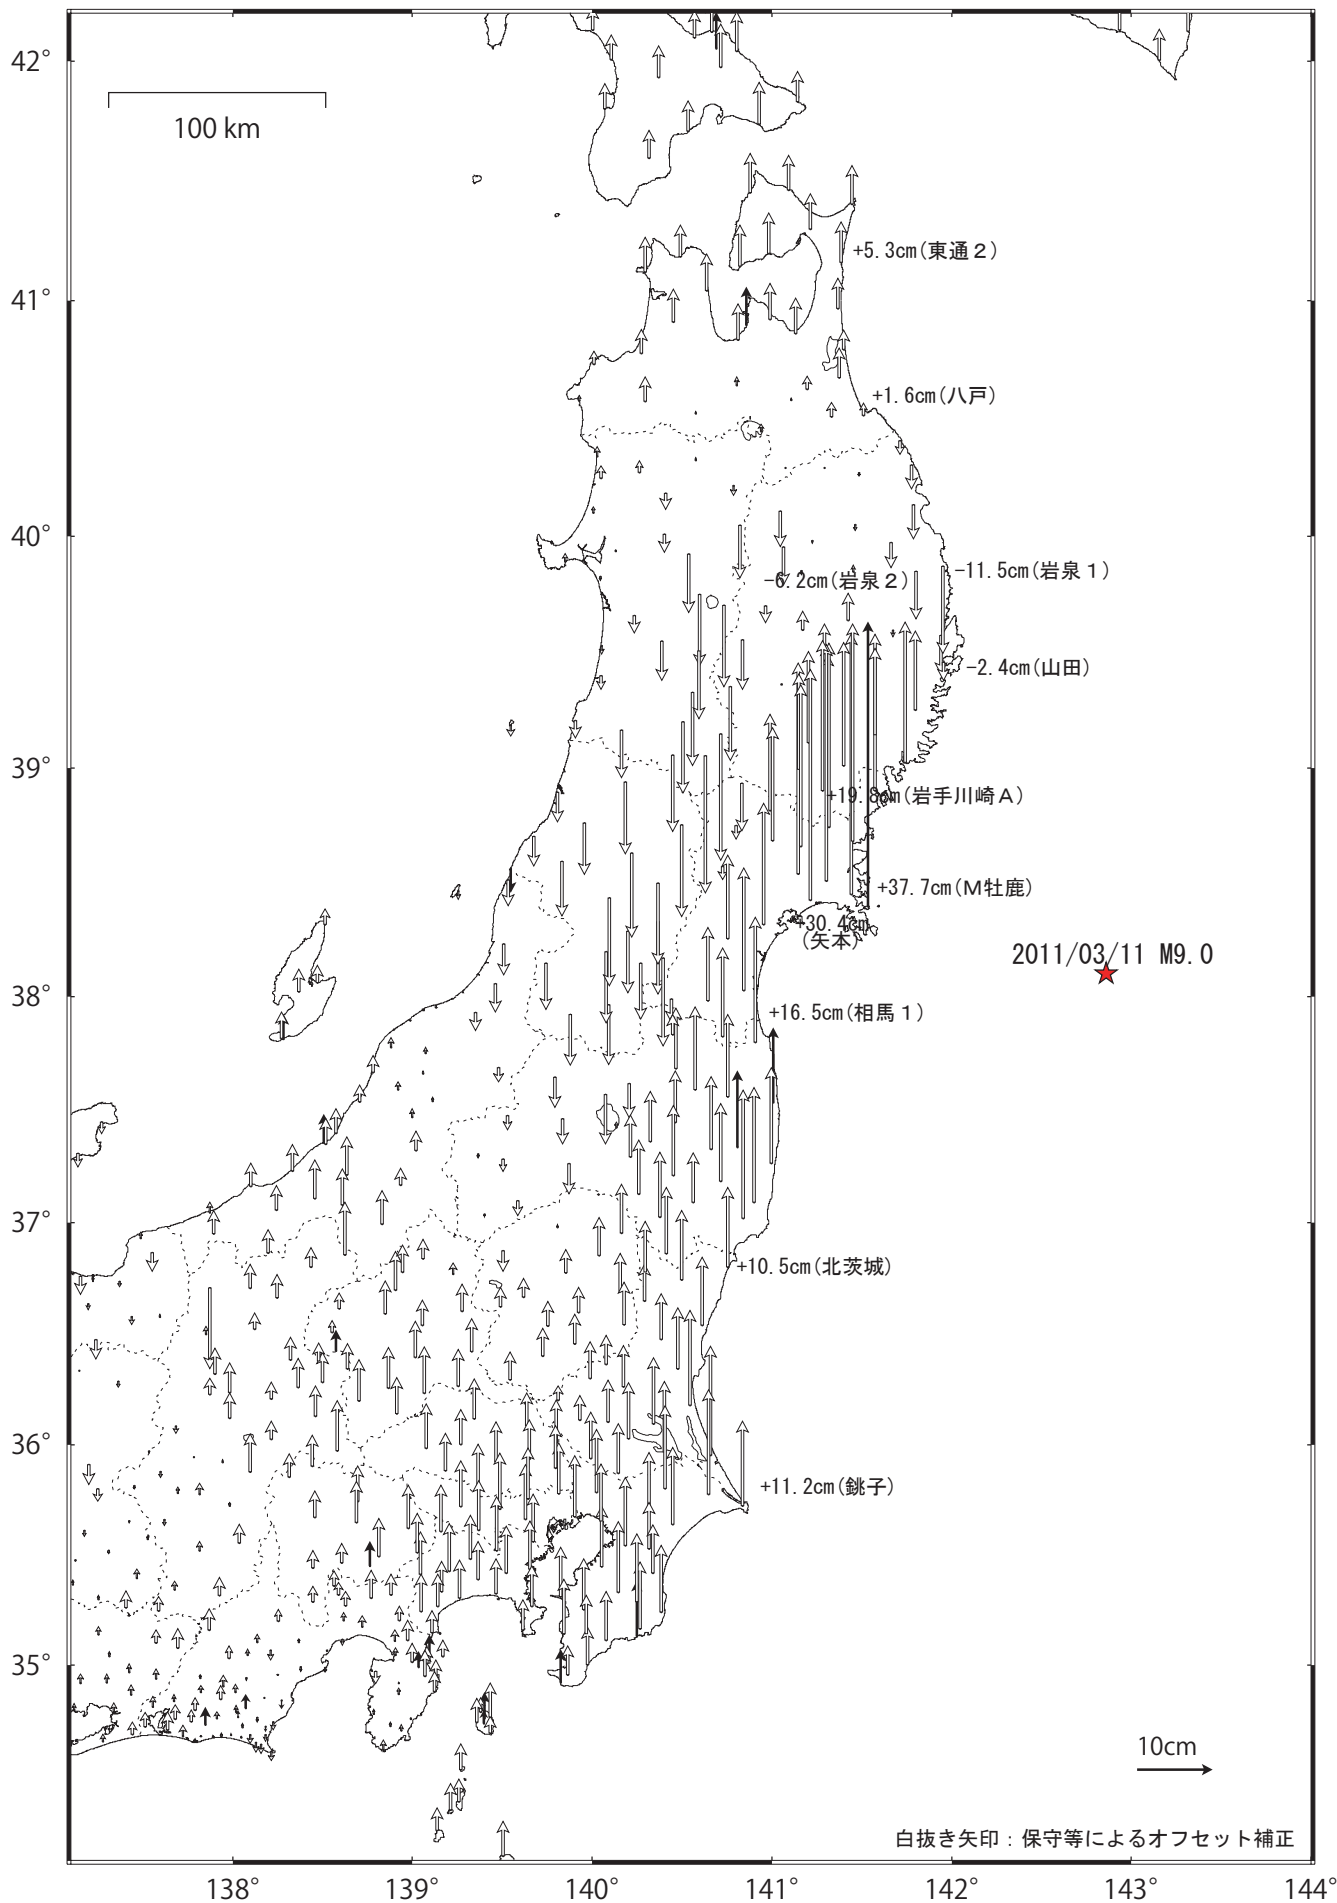 42°
100 km
+5.3cm(東通２)
41°
+1.6cm(八戸)
40°
-11.5cm(岩泉１)
-6.2cm(岩泉２)
-2.4cm(山田)
39°
+19.8cm(岩手川崎Ａ)
+37.7cm(Ｍ牡鹿)
+30.4cm
(矢本)
2011/03/11 M9.0
38°
+16.5cm(相馬１)
37°
+10.5cm(北茨城)
36°
+11.2cm(銚子)
35°
10cm
白抜き矢印：保守等によるオフセット補正
138°
139°
140°
141°
142°
143°
144°